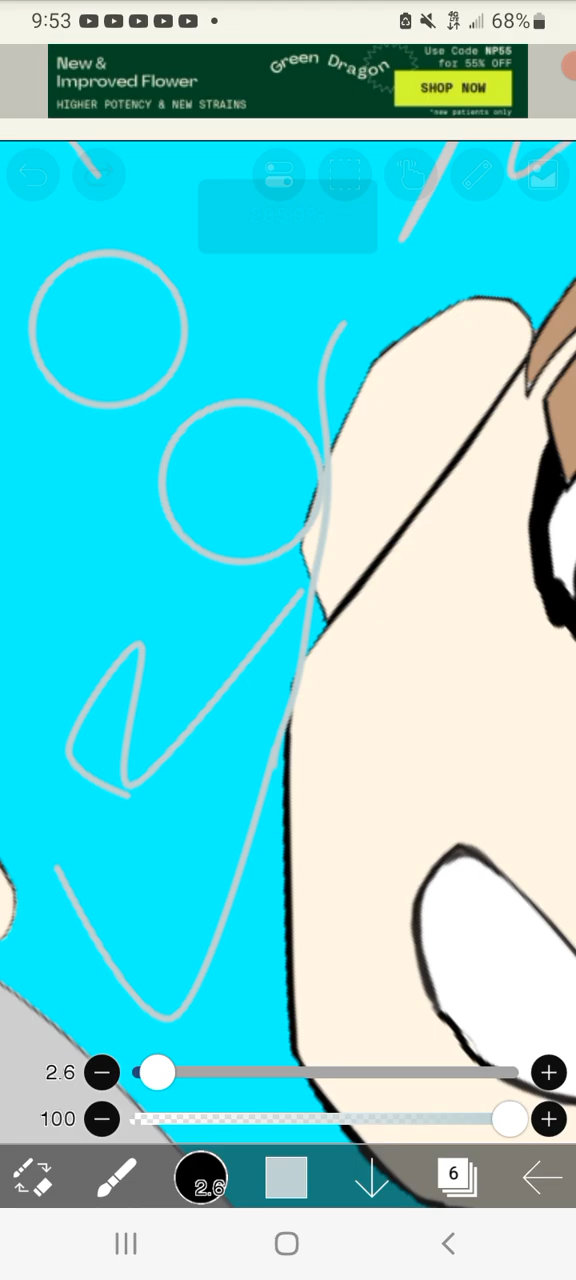 9:53
68%
New &
Improved Flower
HIGHER POTENCY & NEW STRAINS
Green Dragon
Use Code NP55
for 55% OFF
SHOP NOW
*new patients only
2.6
100
2.6
6